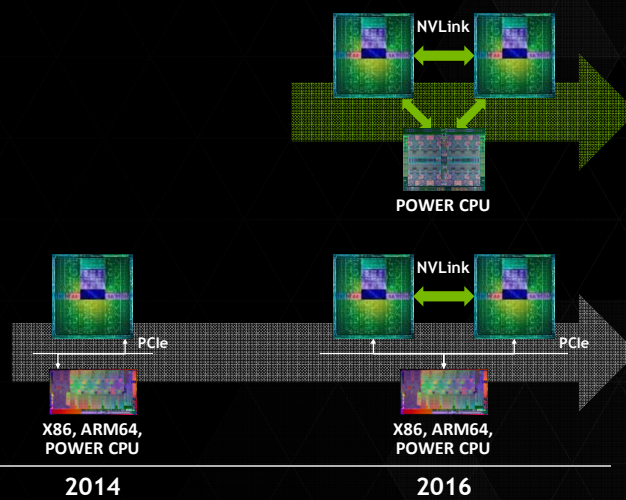 NVLink
POWER CPU
NVLink
PCIe
PCIe
X86, ARM64,
POWER CPU
X86, ARM64,
POWER CPU
2014
2016